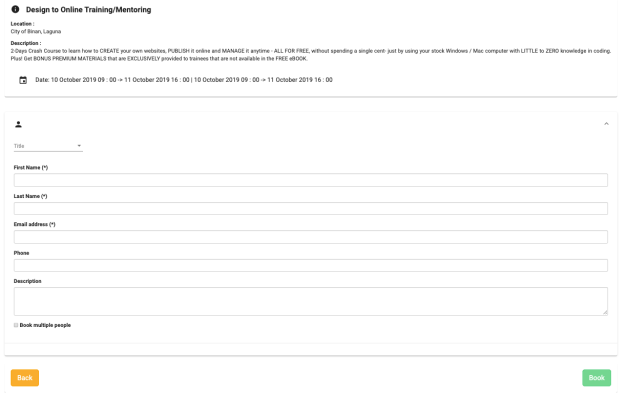 Design to Online Training/Mentoring
Location :
City of Binan, Laguna
Description :
2-Days Crash Course to learn how to CREATE your own websites, PUBLISH it online and MANAGE it anytime - ALL FOR FREE, without spending a single cent- just by using your stock Windows / Mac computer with LITTLE to ZERO knowledge in coding.
Plus! Get BONUS PREMIUM MATERIALS that are EXCLUSIVELY provided to trainees that are not available in the FREE eBOOK.
Date: 10 October 2019 09 : 00 -> 11 October 2019 16 : 00 | 10 October 2019 09 : 00 -> 11 October 2019 16 : 00
Title
First Name (*)
Last Name (*)
Email address (*)
Phone
Description
Book multiple people
Back
Book